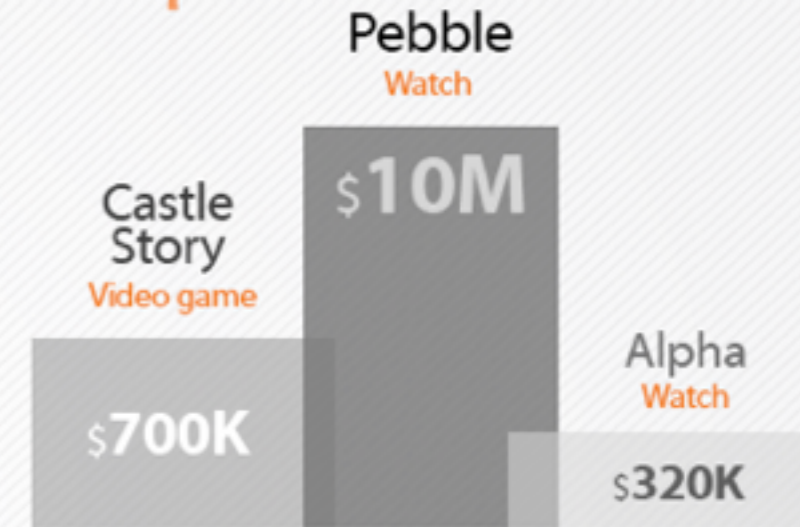 Pebble
Watch
$10M
Castle
Story
Video game
$700K
Alpha
Watch
$320K